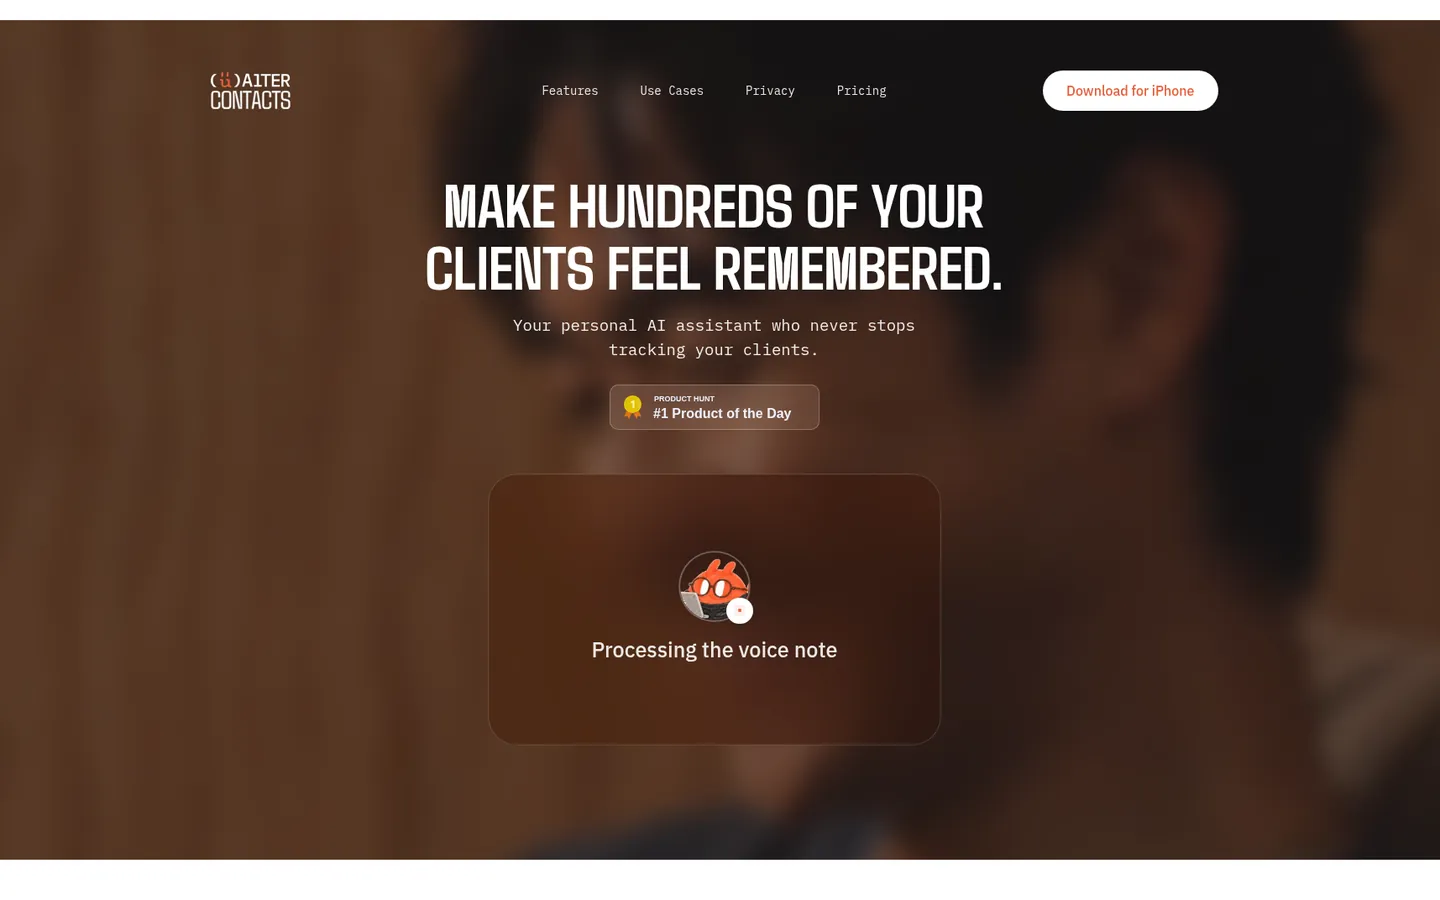 (ii)A1TER
CONTACTS
Features
Use Cases
Privacy
Pricing
Download for iPhone
MAKE HUNDREDS OF YOUR
CLIENTS FEEL REMEMBERED.
Your personal AI assistant who never stops
tracking your clients.
1
PRODUCT HUNT
#1 Product of the Day
Processing the voice note